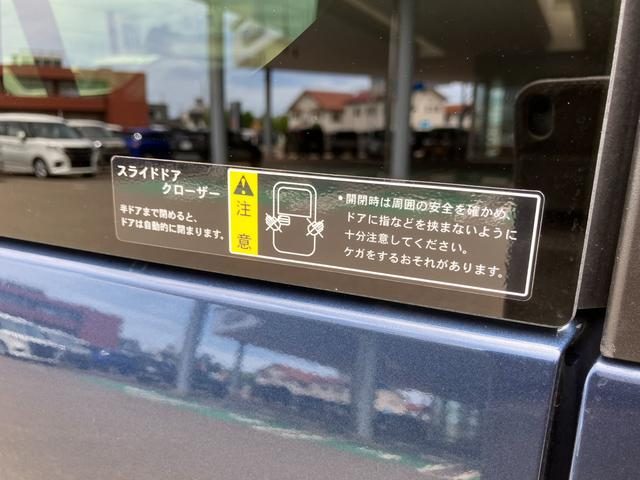 スライドドア
クローザー
半ドアまで閉めると、
ドアは自動的に閉まります。
注意
• 開閉時は周囲の安全を確かめ、
ドアに指などを挟まないように
十分注意してください。
ケガをするおそれがあります。